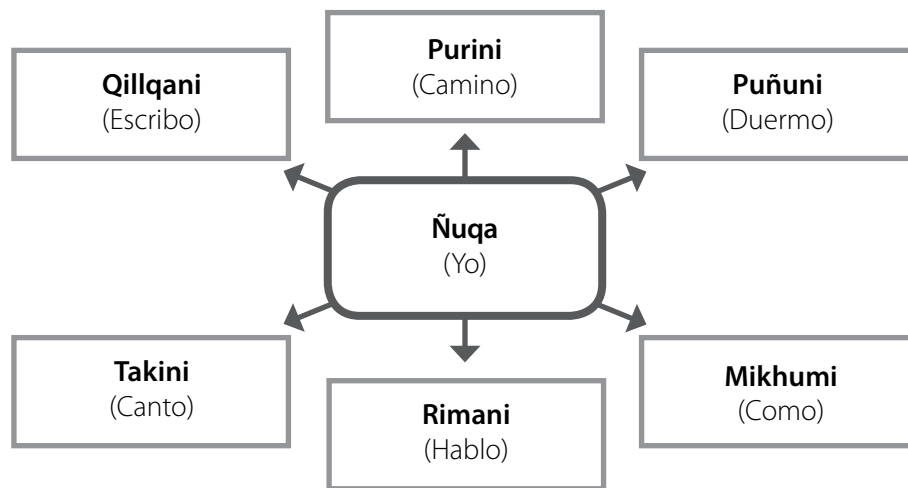 Purini
(Camino)
Qillqani
(Escribo)
Puñuni
(Duermo)
Ñuqa
(Yo)
Takini
(Canto)
Rimani
(Hablo)
Mikhumi
(Como)